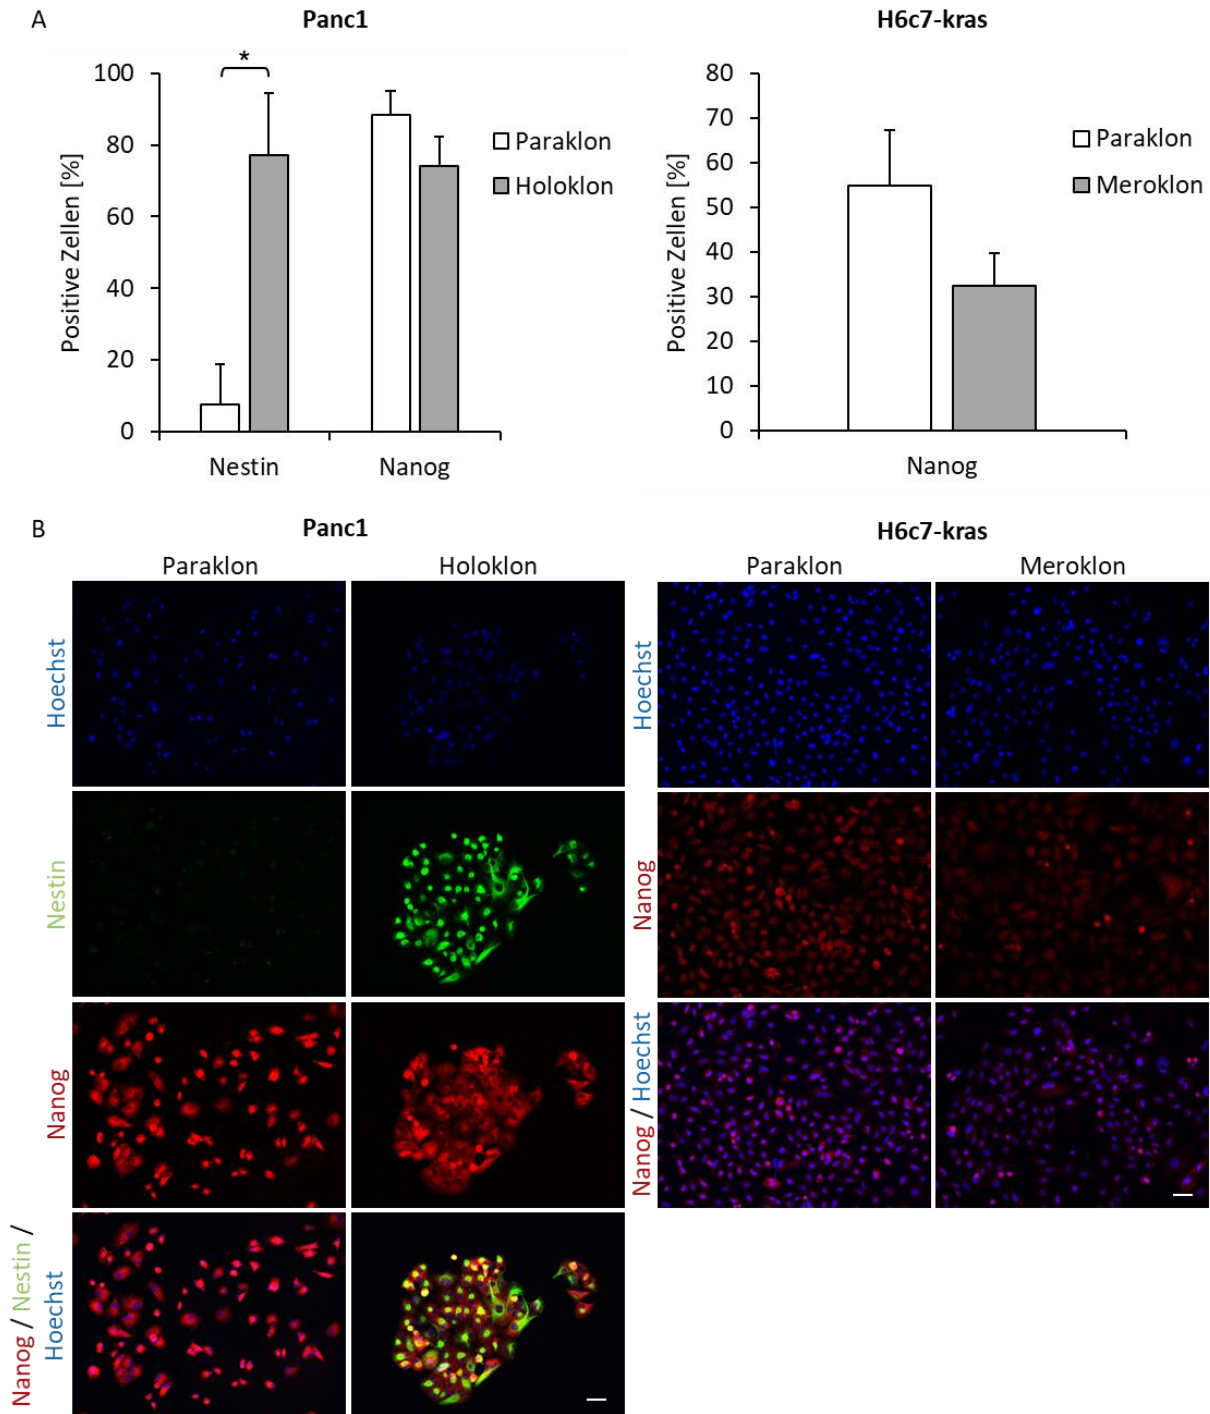 A
Panc1
H6c7-kras
*
Positive Zellen [%]
100
80
60
40
20
0
Nestin
Nanog
Paraklon
Holoklon
Positive Zellen [%]
80
70
60
50
40
30
20
10
0
Nanog
Paraklon
Meroklon
B
Panc1
H6c7-kras
Paraklon
Holoklon
Paraklon
Meroklon
Hoechst
Nestin
Nanog
Nanog / Nestin /
Hoechst
Hoechst
Nanog
Nanog / Hoechst